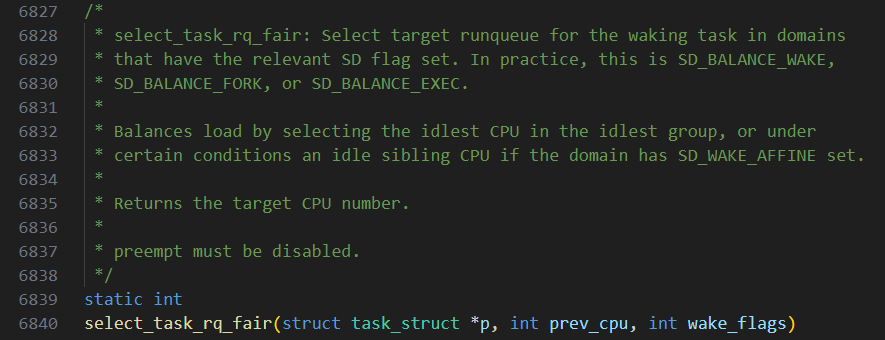 6827 /*
6828  * select_task_rq_fair: Select target runqueue for the waking task in domains
6829  * that have the relevant SD flag set. In practice, this is SD_BALANCE_WAKE,
6830  * SD_BALANCE_FORK, or SD_BALANCE_EXEC.
6831  *
6832  * Balances load by selecting the idlest CPU in the idlest group, or under
6833  * certain conditions an idle sibling CPU if the domain has SD_WAKE_AFFINE set.
6834  *
6835  * Returns the target CPU number.
6836  *
6837  * preempt must be disabled.
6838  */
6839 static int
6840 select_task_rq_fair(struct task_struct *p, int prev_cpu, int wake_flags)